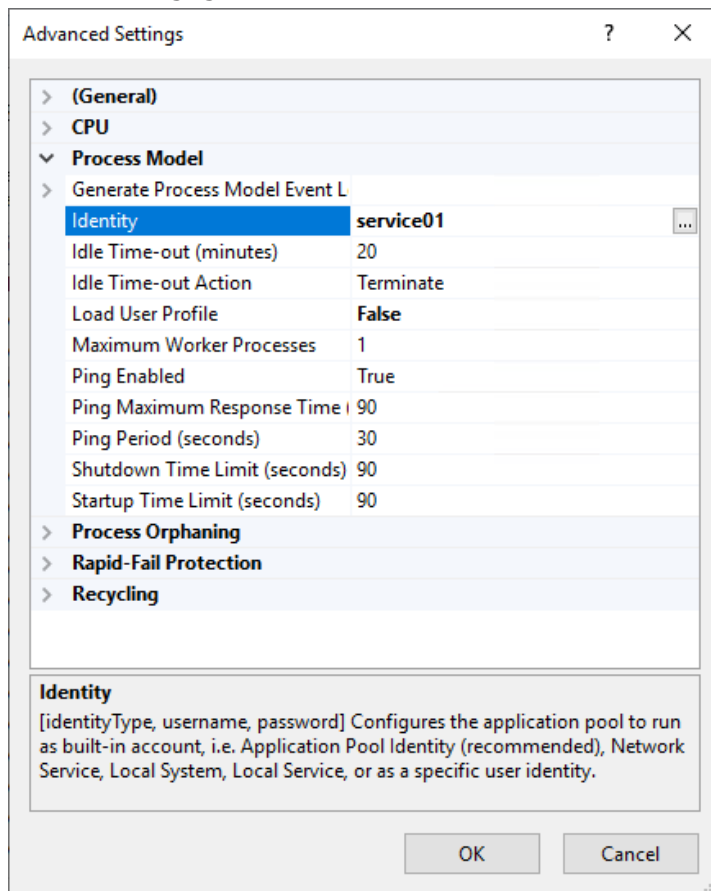 Advanced Settings ?
(General)
CPU
Process Model
Generate Process Model Event L
Identity service01 ...
Idle Time-out (minutes) 20
Idle Time-out Action Terminate
Load User Profile False
Maximum Worker Processes 1
Ping Enabled True
Ping Maximum Response Time ( 90
Ping Period (seconds) 30
Shutdown Time Limit (seconds) 90
Startup Time Limit (seconds) 90
Process Orphaning
Rapid-Fail Protection
Recycling
Identity
[identityType, username, password] Configures the application pool to run
as built-in account, i.e. Application Pool Identity (recommended), Network
Service, Local System, Local Service, or as a specific user identity.
OK Cancel